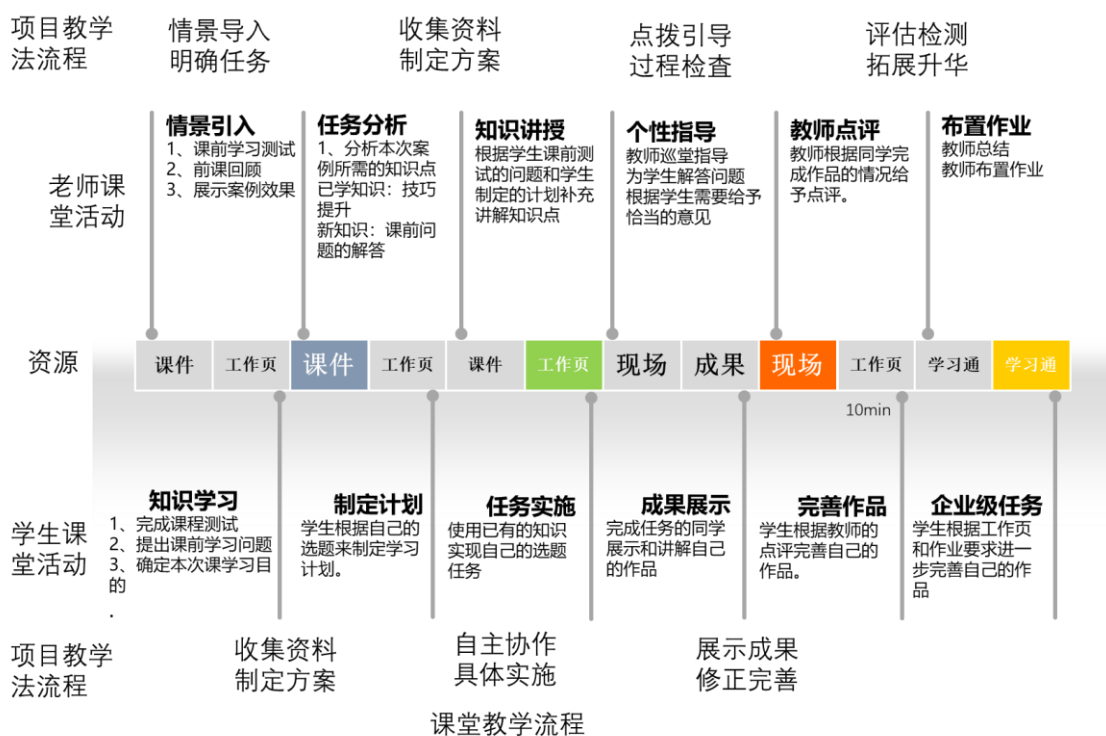 项目教学
法流程
情景导入
明确任务
收集资料
制定方案
点拨引导
过程检查
评估检测
拓展升华
老师课
堂活动
情景引入
1、课前学习测试
2、前课回顾
3、展示案例效果
任务分析
1、分析本次案
例所需的知识点
已学知识：技巧
提升
新知识：课前问
题的解答
知识讲授
根据学生课前测
试的问题和学生
制定的计划补充
讲解知识点
个性指导
教师巡堂指导
为学生解答问题
根据学生需要给予
恰当的意见
教师点评
教师根据同学完
成作品的情况给
予点评。
布置作业
教师总结
教师布置作业
资源
课件
工作页
课件
工作页
课件
工作页
现场
成果
现场
工作页
学习通
学习通
10min
学生课
堂活动
知识学习
1、完成课程测试
2、提出课前学习问题
3、确定本次课学习目
的
.
制定计划
学生根据自己的
选题来制定学习
计划。
任务实施
使用已有的知识
实现自己的选题
任务
成果展示
完成任务的同学
展示和讲解自己
的作品
完善作品
学生根据教师的
点评完善自己的
作品。
企业级任务
学生根据工作页
和作业要求进一
步完善自己的作
品
项目教学
法流程
收集资料
制定方案
自主协作
具体实施
展示成果
修正完善
课堂教学流程